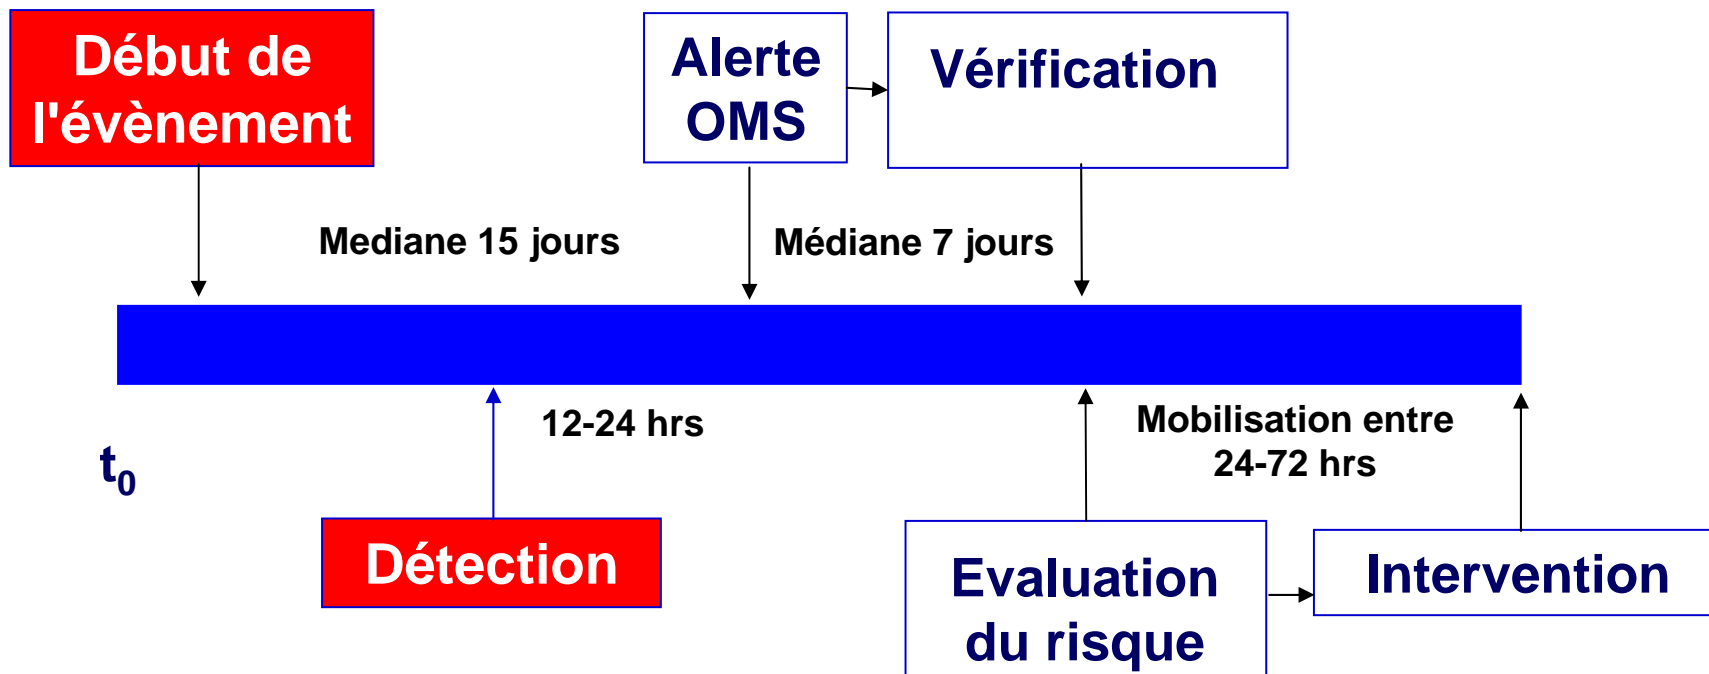 Début de
l'évènement
Alerte
OMS
Vérification
Mediane 15 jours
Médiane 7 jours
12-24 hrs
Mobilisation entre
24-72 hrs
t₀
Détection
Evaluation
du risque
Intervention